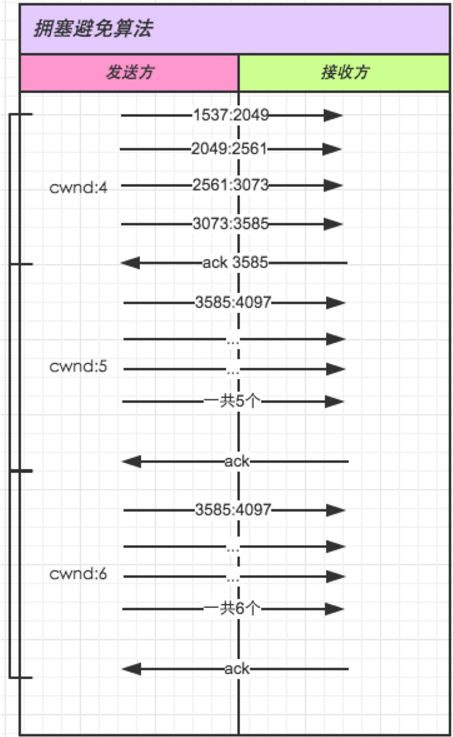 拥塞避免算法
发送方
接收方
1537:2049
2049:2561
cwnd:4
2561:3073
3073:3585
ack 3585
3585:4097
...
cwnd:5
...
一共5个
ack
3585:4097
...
cwnd:6
...
一共6个
ack